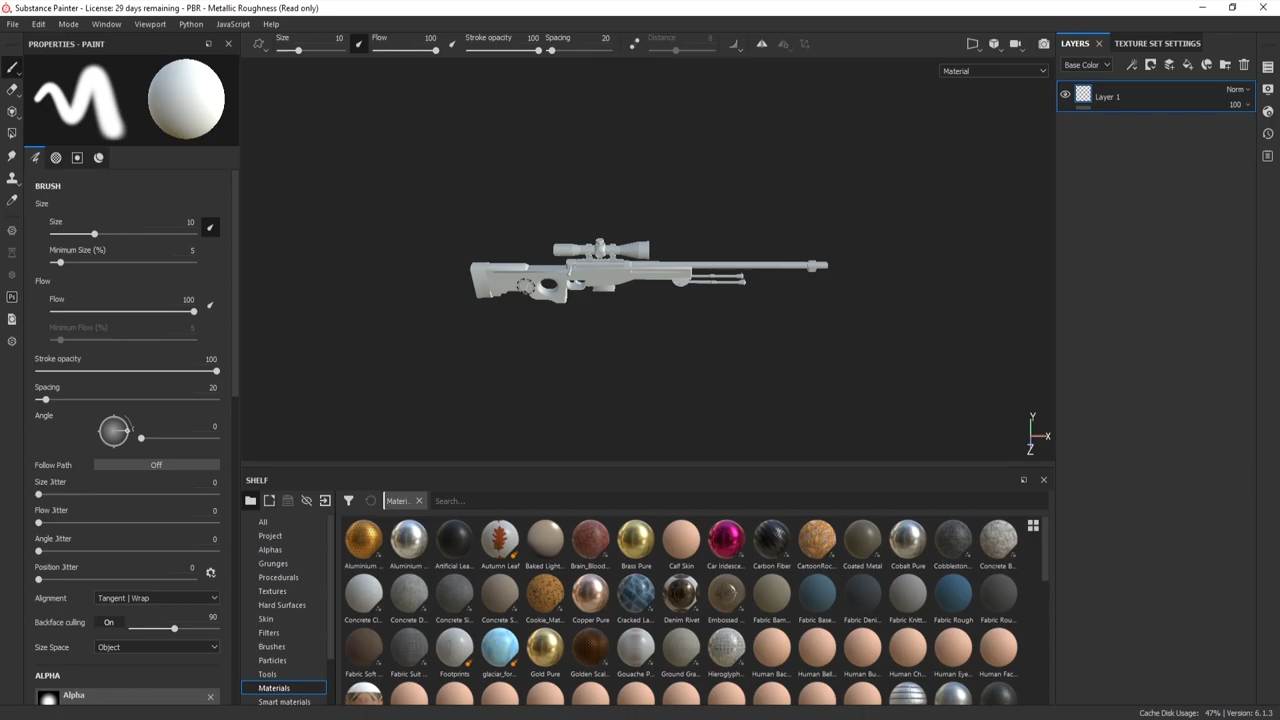 Substance Painter - License: 29 days remaining - PBR - Metallic Roughness (Read only)
File Edit Mode Window Viewport Python JavaScript Help
PROPERTIES - PAINT
Size 10 Flow 100 Stroke opacity 100 Spacing 20 Distance 8
LAYERS TEXTURE SET SETTINGS
Base Color
Material
Norm
Layer 1
100
BRUSH
Size
Size 10
Minimum Size (%) 5
Flow
Flow 100
Minimum Flow (%) 5
Stroke opacity 100
Spacing 20
Angle 0
Follow Path Off
Size Jitter 0
Flow Jitter 0
Angle Jitter 0
Position Jitter 0
Alignment Tangent | Wrap
Backface culling On 90
Size Space Object
ALPHA
Alpha
Y
X
Z
Ps
SHELF
Materi... Search...
All
Project
Alphas
Grunges
Procedurals
Textures
Hard Surfaces
Skin
Filters
Brushes
Particles
Tools
Materials
Smart materials
Aluminium ... Aluminium ... Artificial Lea... Autumn Leaf Baked Light... Brain_Blood... Brass Pure Calf Skin Car Iridesce... Carbon Fiber CartoonRoc... Coated Metal Cobalt Pure Cobbleston... Concrete B...
Concrete Cl... Concrete D... Concrete Si... Concrete S... Cookie_Mat... Copper Pure Cracked La... Denim Rivet Embossed ... Fabric Bam... Fabric Base... Fabric Deni... Fabric Knitt... Fabric Rough Fabric Rou...
Fabric Soft ... Fabric Suit ... Footprints glaciar_for... Gold Pure Golden Scal... Gouache P... Ground Gra... Human Bac... Human Bell... Human Bu... Human Ch... Human Eye... Human Fac...
Cache Disk Usage: 47% | Version: 6.1.3